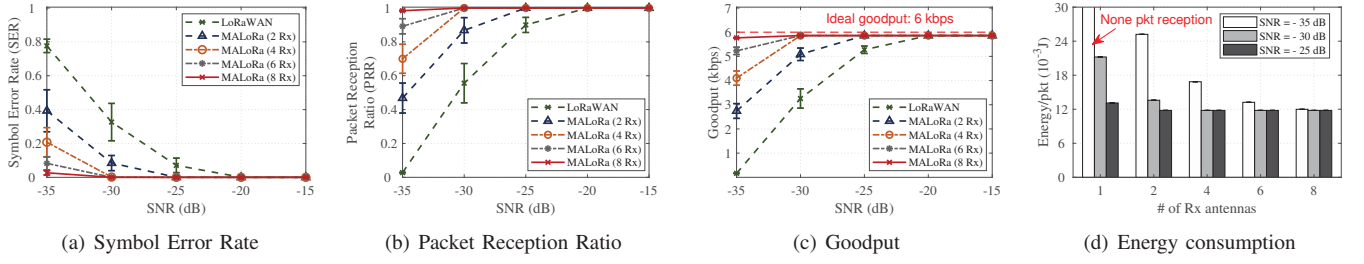 Symbol Error Rate (SER)
1
0.8
0.6
0.4
0.2
0
-35
-30
-25
-20
-15
SNR (dB)
LoRaWAN
MALoRa (2 Rx)
MALoRa (4 Rx)
MALoRa (6 Rx)
MALoRa (8 Rx)
(a) Symbol Error Rate
Packet Reception
Ratio (PRR)
1
0.8
0.6
0.4
0.2
0
-35
-30
-25
-20
-15
SNR (dB)
LoRaWAN
MALoRa (2 Rx)
MALoRa (4 Rx)
MALoRa (6 Rx)
MALoRa (8 Rx)
(b) Packet Reception Ratio
Goodput (kbps)
Ideal goodput: 6 kbps
7
6
5
4
3
2
1
-35
-30
-25
-20
-15
SNR (dB)
LoRaWAN
MALoRa (2 Rx)
MALoRa (4 Rx)
MALoRa (6 Rx)
MALoRa (8 Rx)
(c) Goodput
Energy/pkt (10⁻³J)
None pkt reception
30
24
18
12
6
0
1
2
4
6
8
# of Rx antennas
SNR = - 35 dB
SNR = - 30 dB
SNR = - 25 dB
(d) Energy consumption